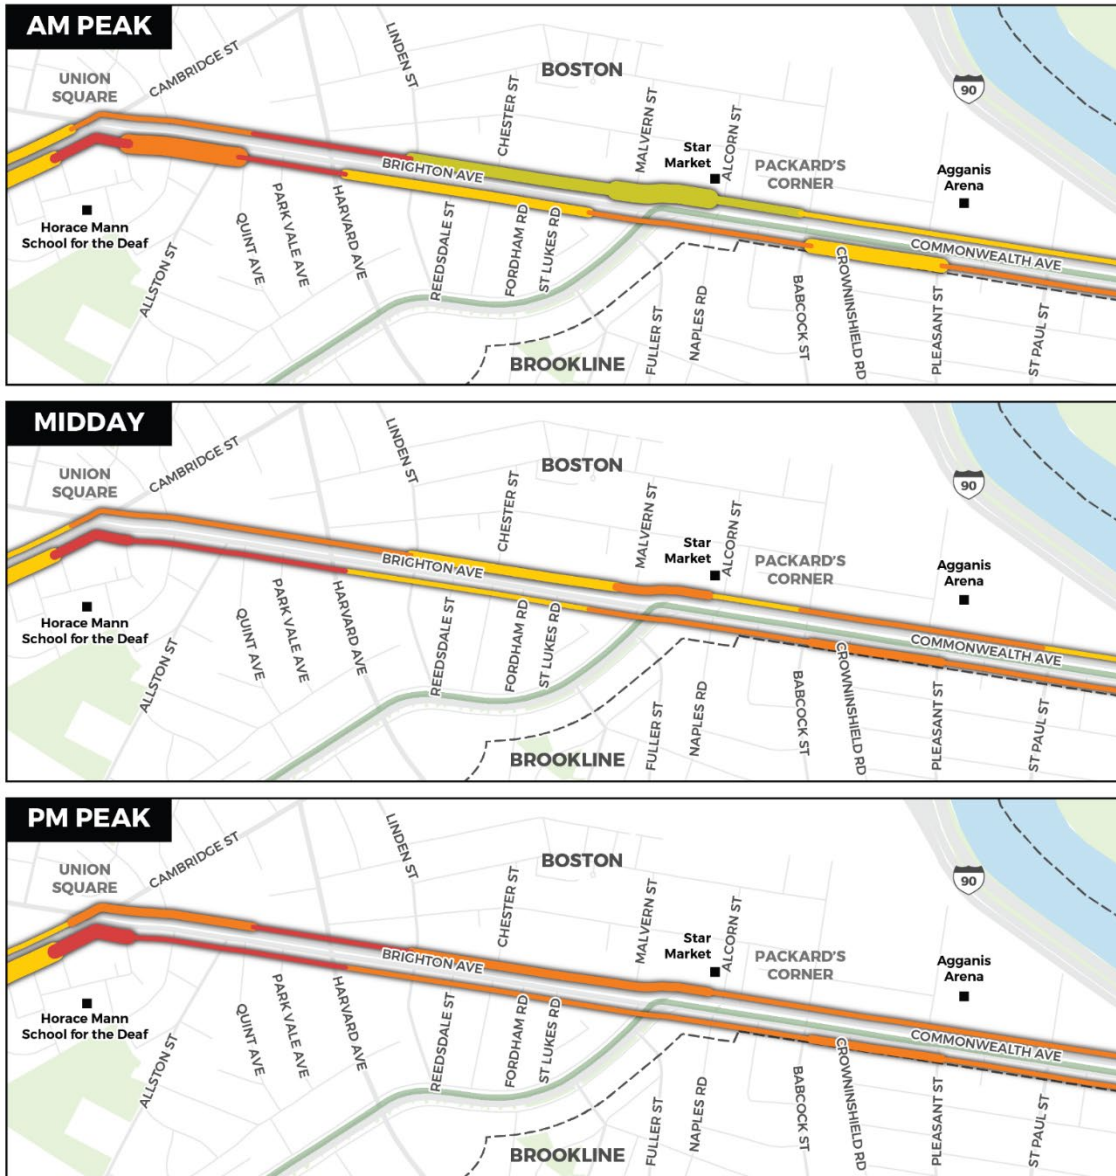 AM PEAK
UNION
SQUARE
CAMBRIDGE ST
LINDEN ST
BOSTON
CHESTER ST
MALVERN ST
Star
Market
ALCORN ST
PACKARD'S
CORNER
90
Agganis
Arena
BRIGHTON AVE
COMMONWEALTH AVE
Horace Mann
School for the Deaf
ALLSTON ST
QUINT AVE
PARK VALE AVE
HARVARD AVE
REEDSDALE ST
FORDHAM RD
ST LUKES RD
BROOKLINE
FULLER ST
NAPLES RD
BABCOCK ST
CROWNINSHIELD RD
PLEASANT ST
ST PAUL ST
MIDDAY
UNION
SQUARE
CAMBRIDGE ST
LINDEN ST
BOSTON
CHESTER ST
MALVERN ST
Star
Market
ALCORN ST
PACKARD'S
CORNER
90
Agganis
Arena
BRIGHTON AVE
COMMONWEALTH AVE
Horace Mann
School for the Deaf
ALLSTON ST
QUINT AVE
PARK VALE AVE
HARVARD AVE
REEDSDALE ST
FORDHAM RD
ST LUKES RD
BROOKLINE
FULLER ST
NAPLES RD
BABCOCK ST
CROWNINSHIELD RD
PLEASANT ST
ST PAUL ST
PM PEAK
UNION
SQUARE
CAMBRIDGE ST
LINDEN ST
BOSTON
CHESTER ST
MALVERN ST
Star
Market
ALCORN ST
PACKARD'S
CORNER
90
Agganis
Arena
BRIGHTON AVE
COMMONWEALTH AVE
Horace Mann
School for the Deaf
ALLSTON ST
QUINT AVE
PARK VALE AVE
HARVARD AVE
REEDSDALE ST
FORDHAM RD
ST LUKES RD
BROOKLINE
FULLER ST
NAPLES RD
BABCOCK ST
CROWNINSHIELD RD
PLEASANT ST
ST PAUL ST